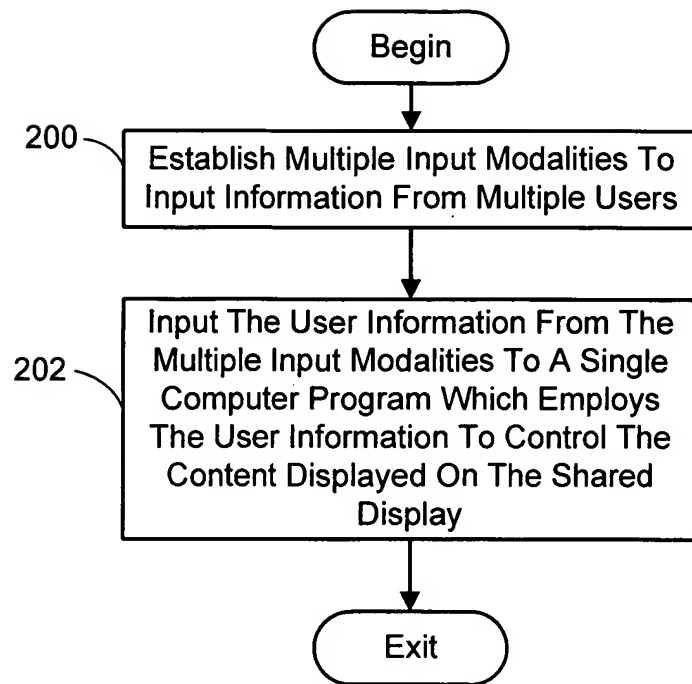 Begin
200
Establish Multiple Input Modalities To
Input Information From Multiple Users
202
Input The User Information From The
Multiple Input Modalities To A Single
Computer Program Which Employs
The User Information To Control The
Content Displayed On The Shared
Display
Exit